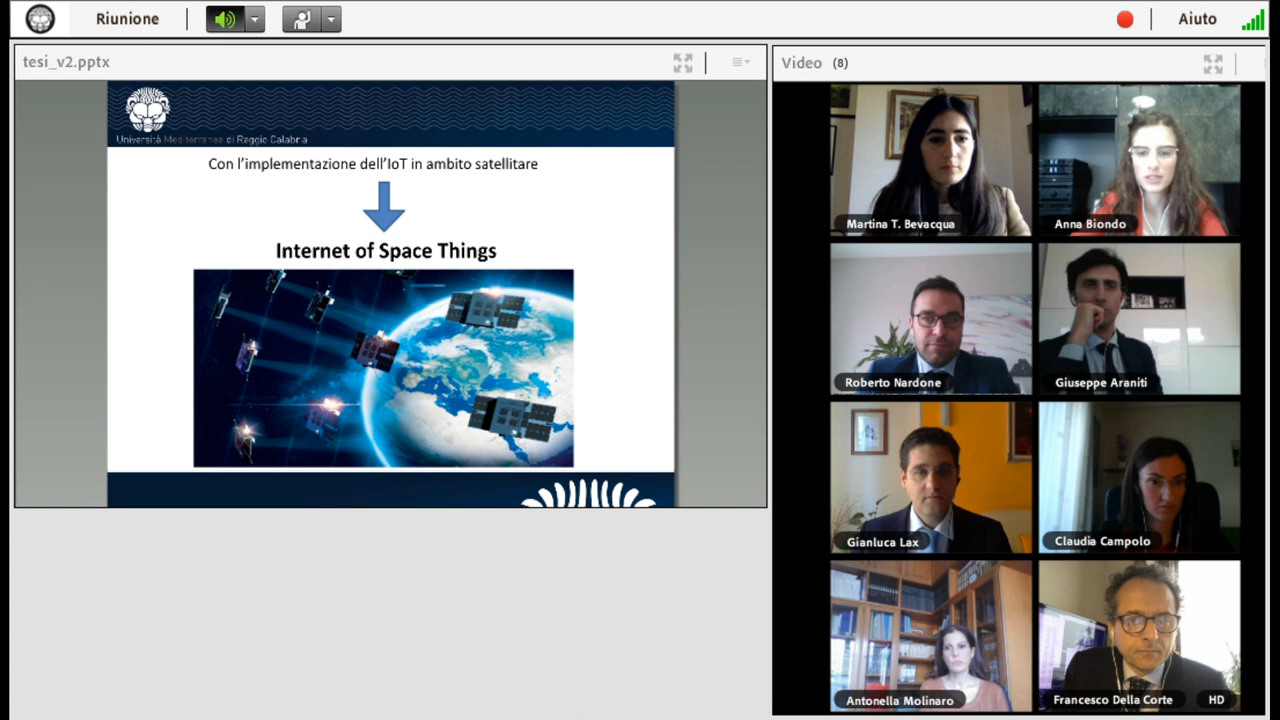 Riunione
Aiuto
tesi_v2.pptx
Università Mediterranea di Reggio Calabria
Con l'implementazione dell'IoT in ambito satellitare
Internet of Space Things
Video (8)
Martina T. Bevacqua
Anna Biondo
Roberto Nardone
Giuseppe Araniti
Gianluca Lax
Claudia Campolo
Antonella Molinaro
Francesco Della Corte
HD